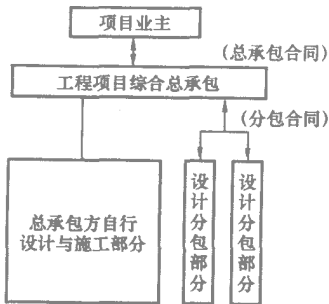 项目业主
(总承包合同)
工程项目综合总承包
(分包合同)
总承包方自行
设计与施工部分
设计分包部分
设计分包部分